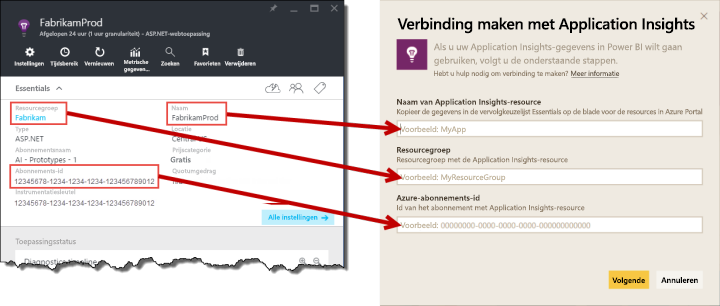 FabrikamProd
Afgelopen 24 uur (1 uur granulariteit) - ASP.NET-webtoepassing
Instellingen
Tijdsbereik
Vernieuwen
Metrische gegeven...
Zoeken
Favorieten
Verwijderen
Essentials
Resourcegroep
Fabrikam
Naam
FabrikamProd
Type
ASP.NET
Locatie
Abonnementsnaam
AI - Prototypes - 1
Prijscategorie
Gratis
Abonnements-id
12345678-1234-1234-1234-123456789012
Quotumgedrag
Instrumentatiesleutel
12345678-1234-1234-1234-123456789012
Alle instellingen →
Toepassingsstatus
Verbinding maken met Application Insights
Als u uw Application Insights-gegevens in Power BI wilt gaan
gebruiken, volgt u de onderstaande stappen.
Hebt u hulp nodig om verbinding te maken? Meer informatie
Naam van Application Insights-resource
Kopieer de gegevens in de vervolgkeuzelijst Essentials op de blade voor de resources in Azure Portal
Voorbeeld: MyApp
Resourcegroep
Resourcegroep met de Application Insights-resource
Voorbeeld: MyResourceGroup
Azure-abonnements-id
Id van het abonnement met Application Insights-resource
Voorbeeld: 00000000-0000-0000-0000-000000000000
Volgende
Annuleren